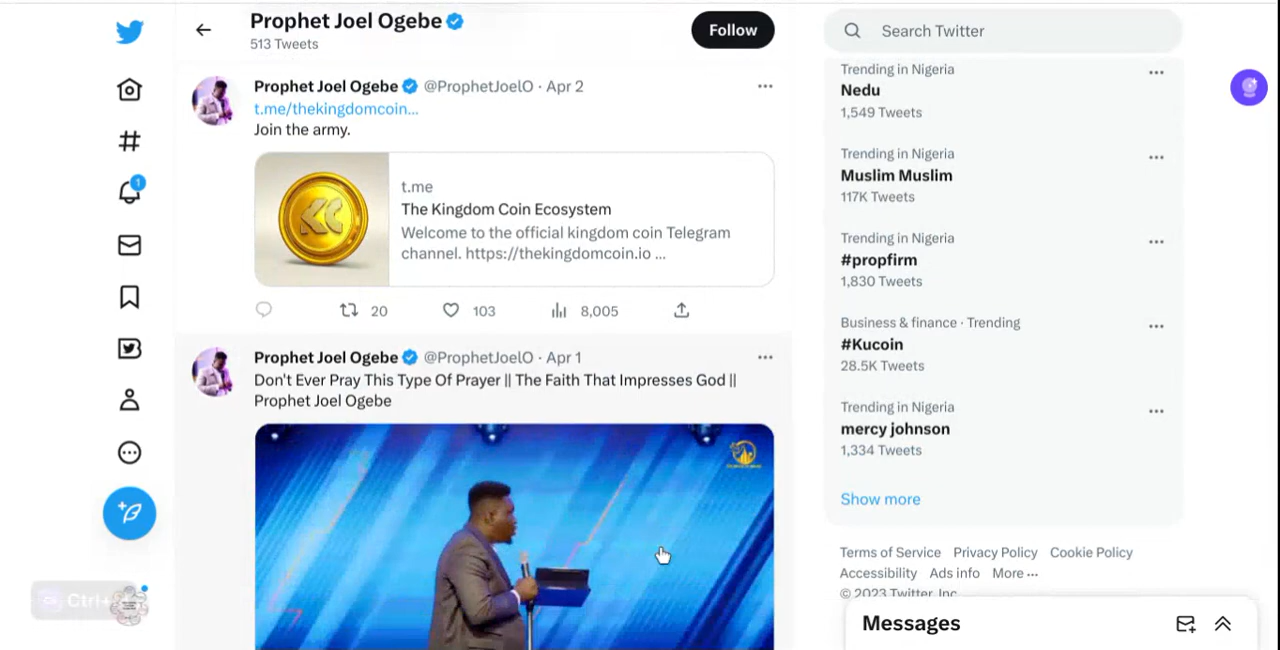 Prophet Joel Ogebe
513 Tweets
Follow
Prophet Joel Ogebe @ProphetJoelO · Apr 2
t.me/thekingdomcoin...
Join the army.
t.me
The Kingdom Coin Ecosystem
Welcome to the official kingdom coin Telegram
channel. https://thekingdomcoin.io ...
20 103 8,005
Prophet Joel Ogebe @ProphetJoelO · Apr 1
Don't Ever Pray This Type Of Prayer || The Faith That Impresses God ||
Prophet Joel Ogebe
1
Ctrl+
Search Twitter
Trending in Nigeria
Nedu
1,549 Tweets
Trending in Nigeria
Muslim Muslim
117K Tweets
Trending in Nigeria
#propfirm
1,830 Tweets
Business & finance · Trending
#Kucoin
28.5K Tweets
Trending in Nigeria
mercy johnson
1,334 Tweets
Show more
Terms of Service Privacy Policy Cookie Policy
Accessibility Ads info More ···
© 2023 Twitter, Inc.
Messages